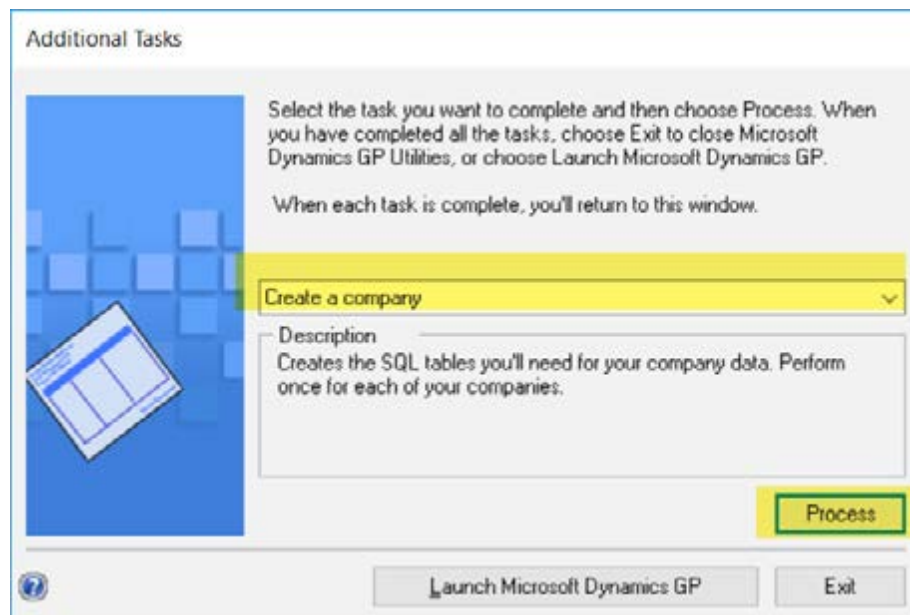 Additional Tasks
Select the task you want to complete and then choose Process. When
you have completed all the tasks, choose Exit to close Microsoft
Dynamics GP Utilities, or choose Launch Microsoft Dynamics GP.
When each task is complete, you'll return to this window.
Create a company
Description
Creates the SQL tables you'll need for your company data. Perform
once for each of your companies.
Process
Launch Microsoft Dynamics GP
Exit